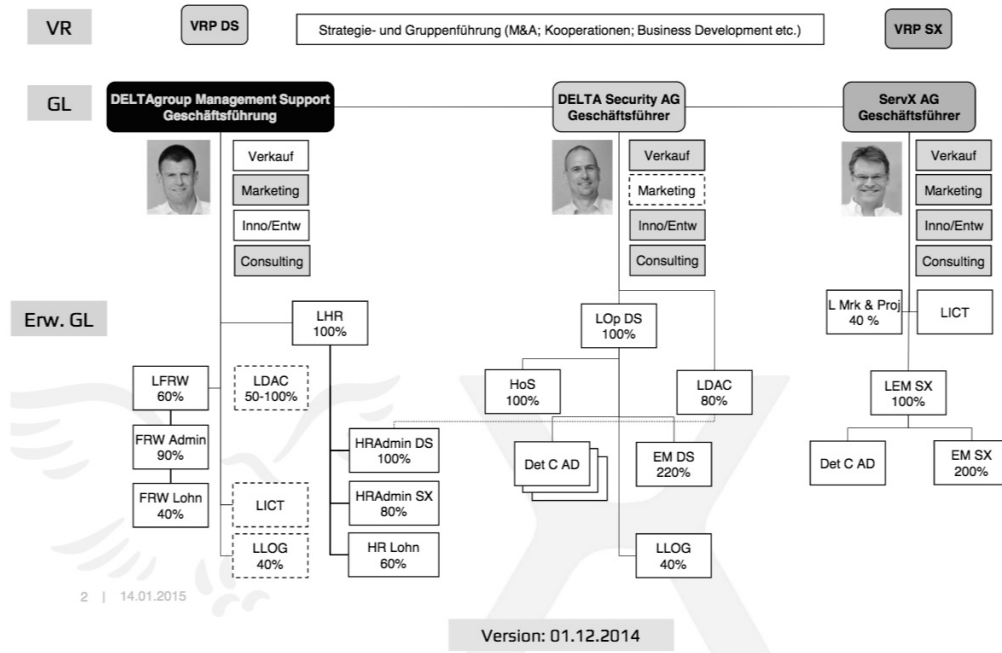 VR
VRP DS
Strategie- und Gruppenführung (M&A; Kooperationen; Business Development etc.)
VRP SX
GL
DELTAgroup Management Support
Geschäftsführung
DELTA Security AG
Geschäftsführer
ServX AG
Geschäftsführer
Verkauf
Marketing
Inno/Entw
Consulting
Verkauf
Marketing
Inno/Entw
Consulting
Verkauf
Marketing
Inno/Entw
Consulting
Erw. GL
LHR
100%
LOp DS
100%
L Mrk & Proj
40 %
LICT
LFRW
60%
LDAC
50-100%
HoS
100%
LDAC
80%
LEM SX
100%
FRW Admin
90%
HRAdmin DS
100%
Det C AD
EM DS
220%
Det C AD
EM SX
200%
FRW Lohn
40%
LICT
HRAdmin SX
80%
LLOG
40%
HR Lohn
60%
LLOG
40%
2 | 14.01.2015
Version: 01.12.2014